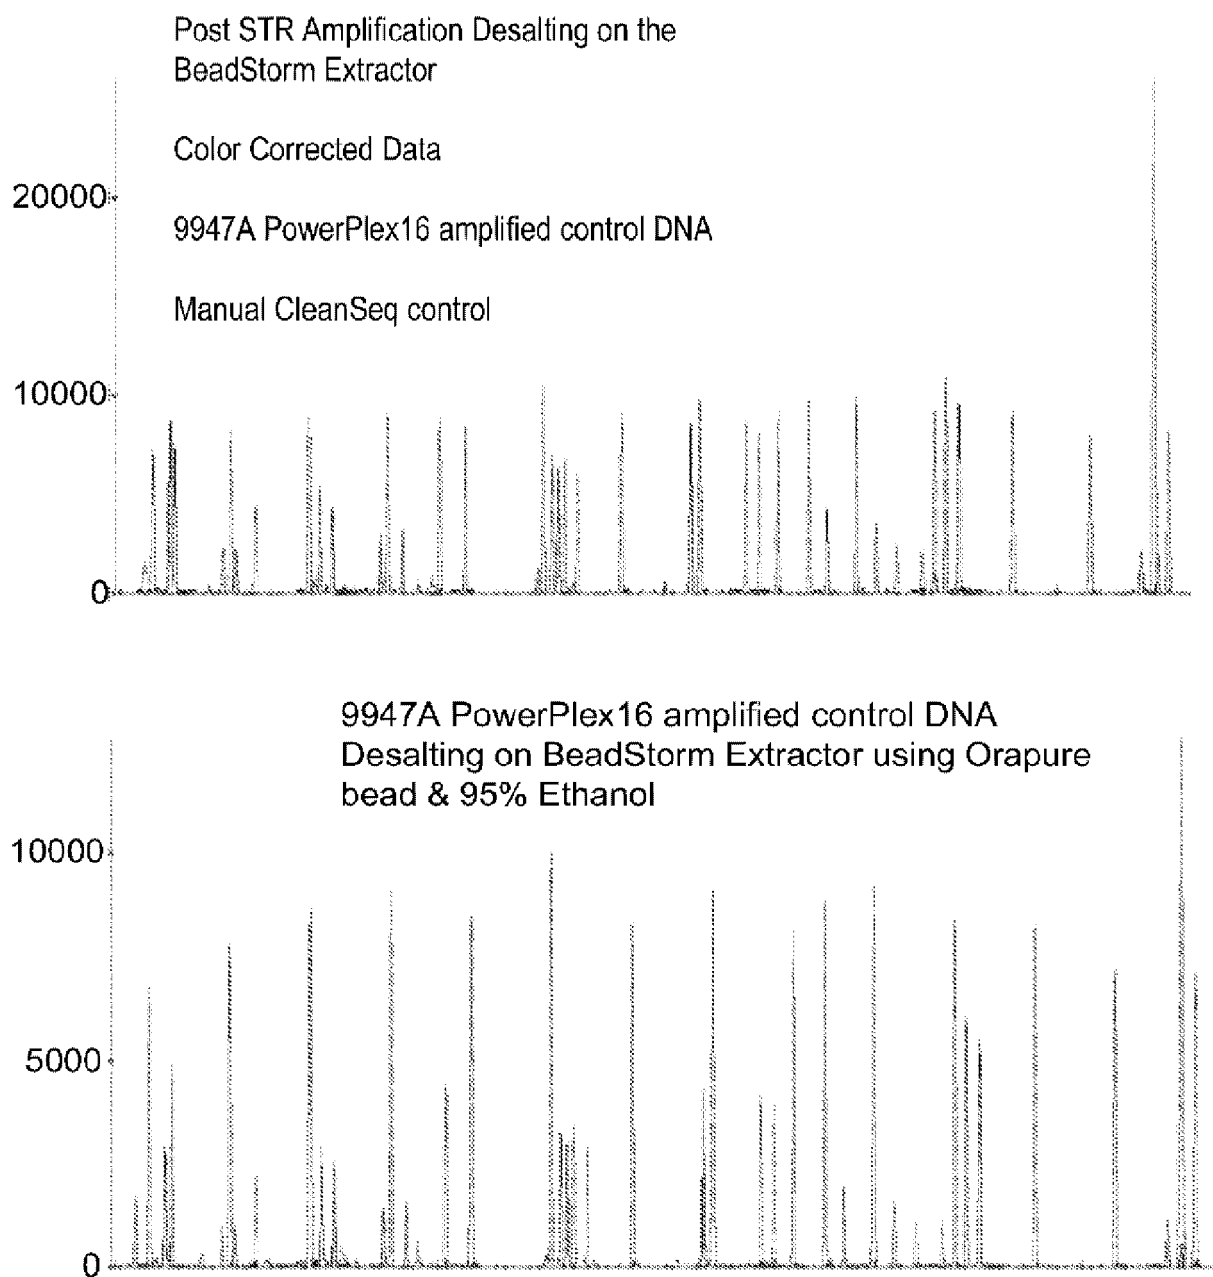 Post STR Amplification Desalting on the
BeadStorm Extractor
Color Corrected Data
20000
9947A PowerPlex16 amplified control DNA
Manual CleanSeq control
10000
0
9947A PowerPlex16 amplified control DNA
Desalting on BeadStorm Extractor using Orapure
bead & 95% Ethanol
10000
5000
0